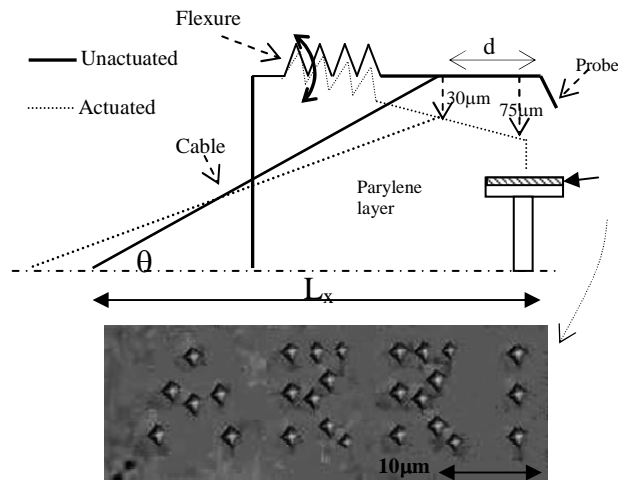 Flexure
d
Unactuated
Probe
30μm
75μm
Actuated
Cable
Parylene
layer
θ
Lx
10μm